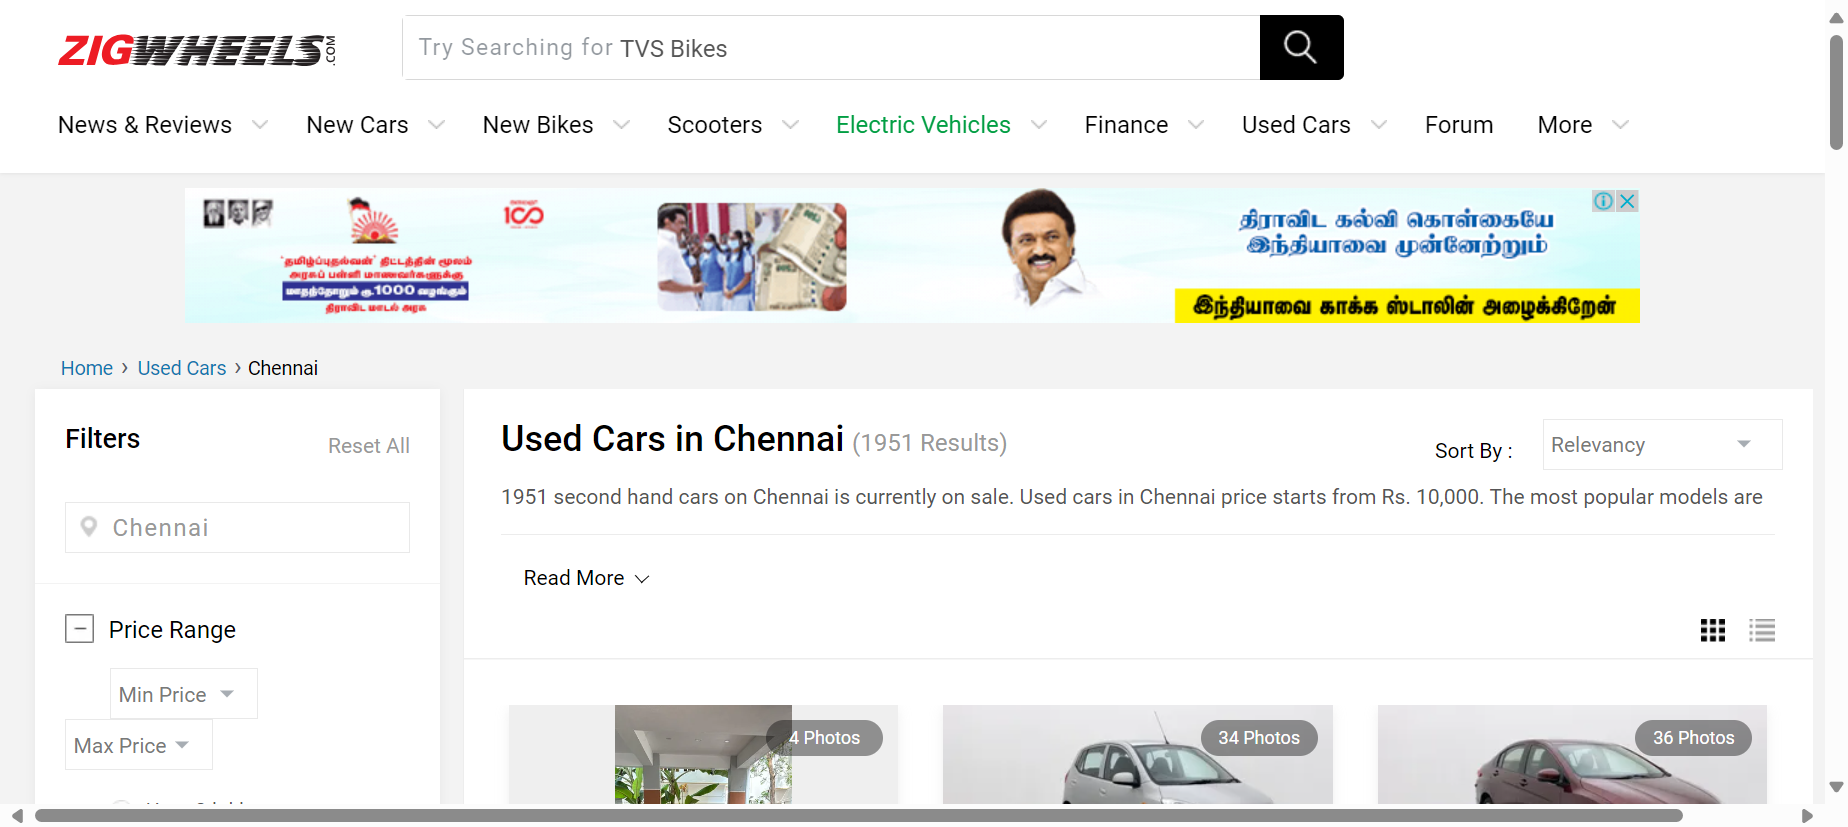 ZIGWHEELS.COM
Try Searching for TVS Bikes
News & Reviews
New Cars
New Bikes
Scooters
Electric Vehicles
Finance
Used Cars
Forum
More
100
'தமிழ்ப்புதல்வன்' திட்டத்தின் மூலம்
அரசுப் பள்ளி மாணவர்களுக்கு
மாதந்தோறும் ரூ.1000 வழங்கும்
திராவிட மாடல் அரசு
திராவிட கல்வி கொள்கையே
இந்தியாவை முன்னேற்றும்
இந்தியாவை காக்க ஸ்டாலின் அழைக்கிறேன்
Home › Used Cars › Chennai
Filters
Reset All
Chennai
Price Range
Min Price
Max Price
Used Cars in Chennai (1951 Results)
Sort By :
Relevancy
1951 second hand cars on Chennai is currently on sale. Used cars in Chennai price starts from Rs. 10,000. The most popular models are
Read More
4 Photos
34 Photos
36 Photos